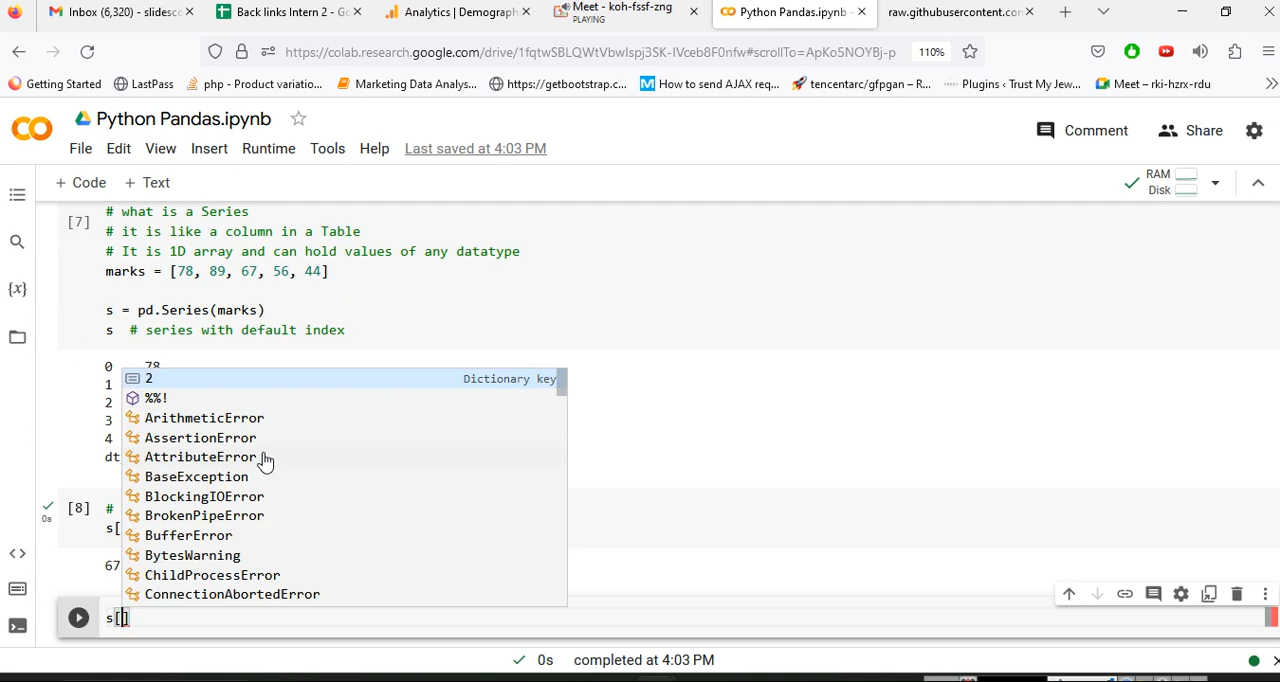 Inbox (6,320) - slidesc
Back links Intern 2 - Go
Analytics | Demograph
Meet - koh-fssf-zng
PLAYING
Python Pandas.ipynb -
raw.githubusercontent.con
https://colab.research.google.com/drive/1fqtwSBLQWtVbwIspj3SK-IVceb8F0nfw#scrollTo=ApKo5NOYBj-p
110%
Getting Started
LastPass
php - Product variatio...
Marketing Data Analys...
https://getbootstrap.c...
How to send AJAX req...
tencentarc/gfpgan – R...
Plugins ‹ Trust My Jew...
Meet – rki-hzrx-rdu
CO
Python Pandas.ipynb
Comment
Share
File Edit View Insert Runtime Tools Help Last saved at 4:03 PM
+ Code + Text
RAM
Disk
[7]
# what is a Series
# it is like a column in a Table
# It is 1D array and can hold values of any datatype
marks = [78, 89, 67, 56, 44]
s = pd.Series(marks)
s # series with default index
0 78
1
2
3
4
dt
2 Dictionary key
%%!
ArithmeticError
AssertionError
AttributeError
BaseException
BlockingIOError
BrokenPipeError
BufferError
BytesWarning
ChildProcessError
ConnectionAbortedError
0s
[8] #
s[
67
s[]
0s completed at 4:03 PM